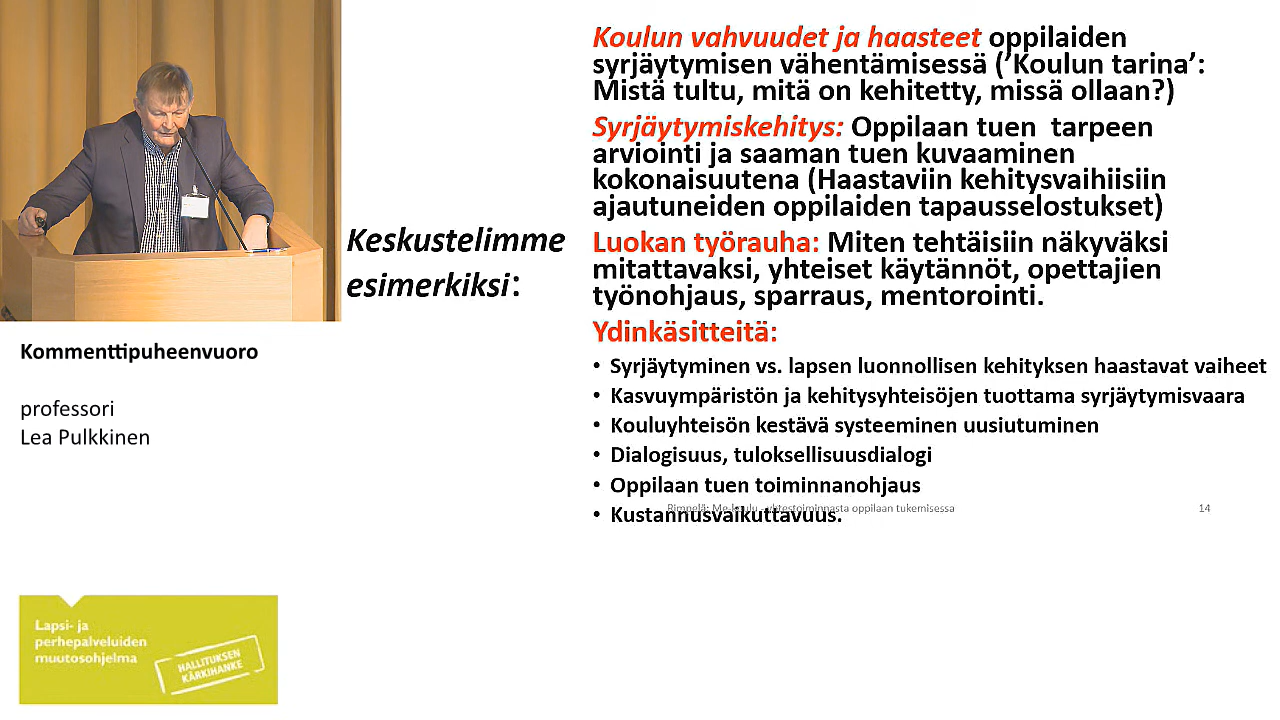 Koulun vahvuudet ja haasteet oppilaiden
syrjäytymisen vähentämisessä ('Koulun tarina':
Mistä tultu, mitä on kehitetty, missä ollaan?)
Syrjäytymiskehitys: Oppilaan tuen tarpeen
arviointi ja saaman tuen kuvaaminen
kokonaisuutena (Haastaviin kehitysvaihiisiin
ajautuneiden oppilaiden tapausselostukset)
Keskustelimme
esimerkiksi:
Luokan työrauha: Miten tehtäisiin näkyväksi
mitattavaksi, yhteiset käytännöt, opettajien
työnohjaus, sparraus, mentorointi.
Ydinkäsitteitä:
• Syrjäytyminen vs. lapsen luonnollisen kehityksen haastavat vaiheet
• Kasvuympäristön ja kehitysyhteisöjen tuottama syrjäytymisvaara
• Kouluyhteisön kestävä systeeminen uusiutuminen
• Dialogisuus, tuloksellisuusdialogi
• Oppilaan tuen toiminnanohjaus
• Kustannusvaikuttavuus.
oppilaan tukemisessa
14
Kommenttipuheenvuoro
professori
Lea Pulkkinen
Lapsi- ja
perhepalveluiden
muutosohjelma
HALLITUKSEN
KÄRKIHANKE